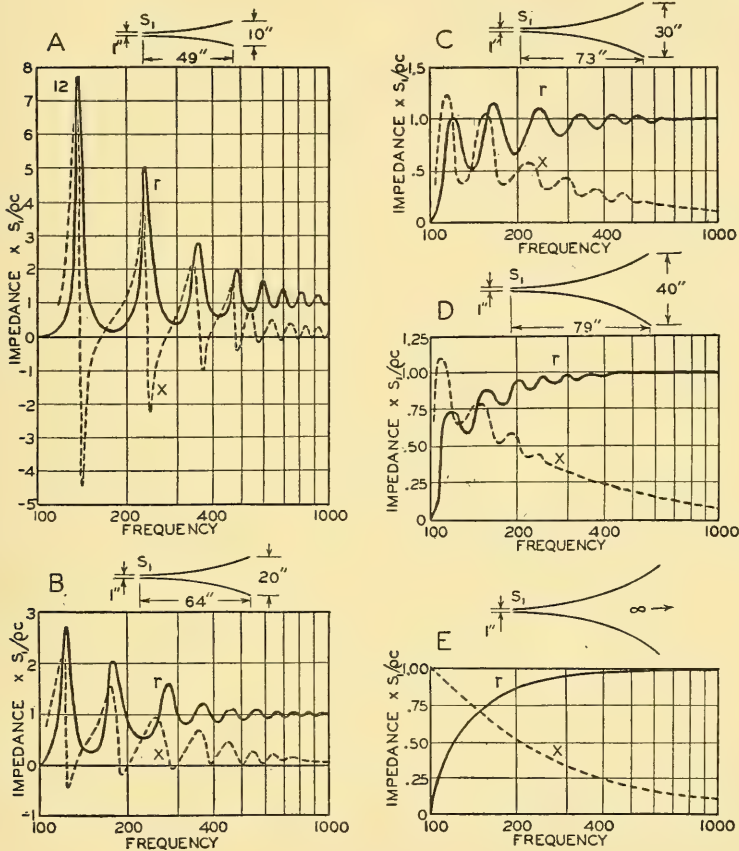 A
S₁
1"
10"
49"
12
r
x
IMPEDANCE x S₁/ρc
8
7
6
5
4
3
2
1
0
-1
-2
-3
-4
-5
100 200 400 1000
FREQUENCY
B
S₁
1"
20"
64"
r
x
IMPEDANCE x S₁/ρc
3
2
1
0
-1
100 200 400 1000
FREQUENCY
C
S₁
1"
30"
73"
r
x
IMPEDANCE x S₁/ρc
1.5
1.0
.5
0
100 200 400 1000
FREQUENCY
D
S₁
1"
40"
79"
r
x
IMPEDANCE x S₁/ρc
1.25
1.00
.75
.50
.25
0
100 200 400 1000
FREQUENCY
E
S₁
1"
∞ →
r
x
IMPEDANCE x S₁/ρc
1.00
.75
.50
.25
0
100 200 400 1000
FREQUENCY